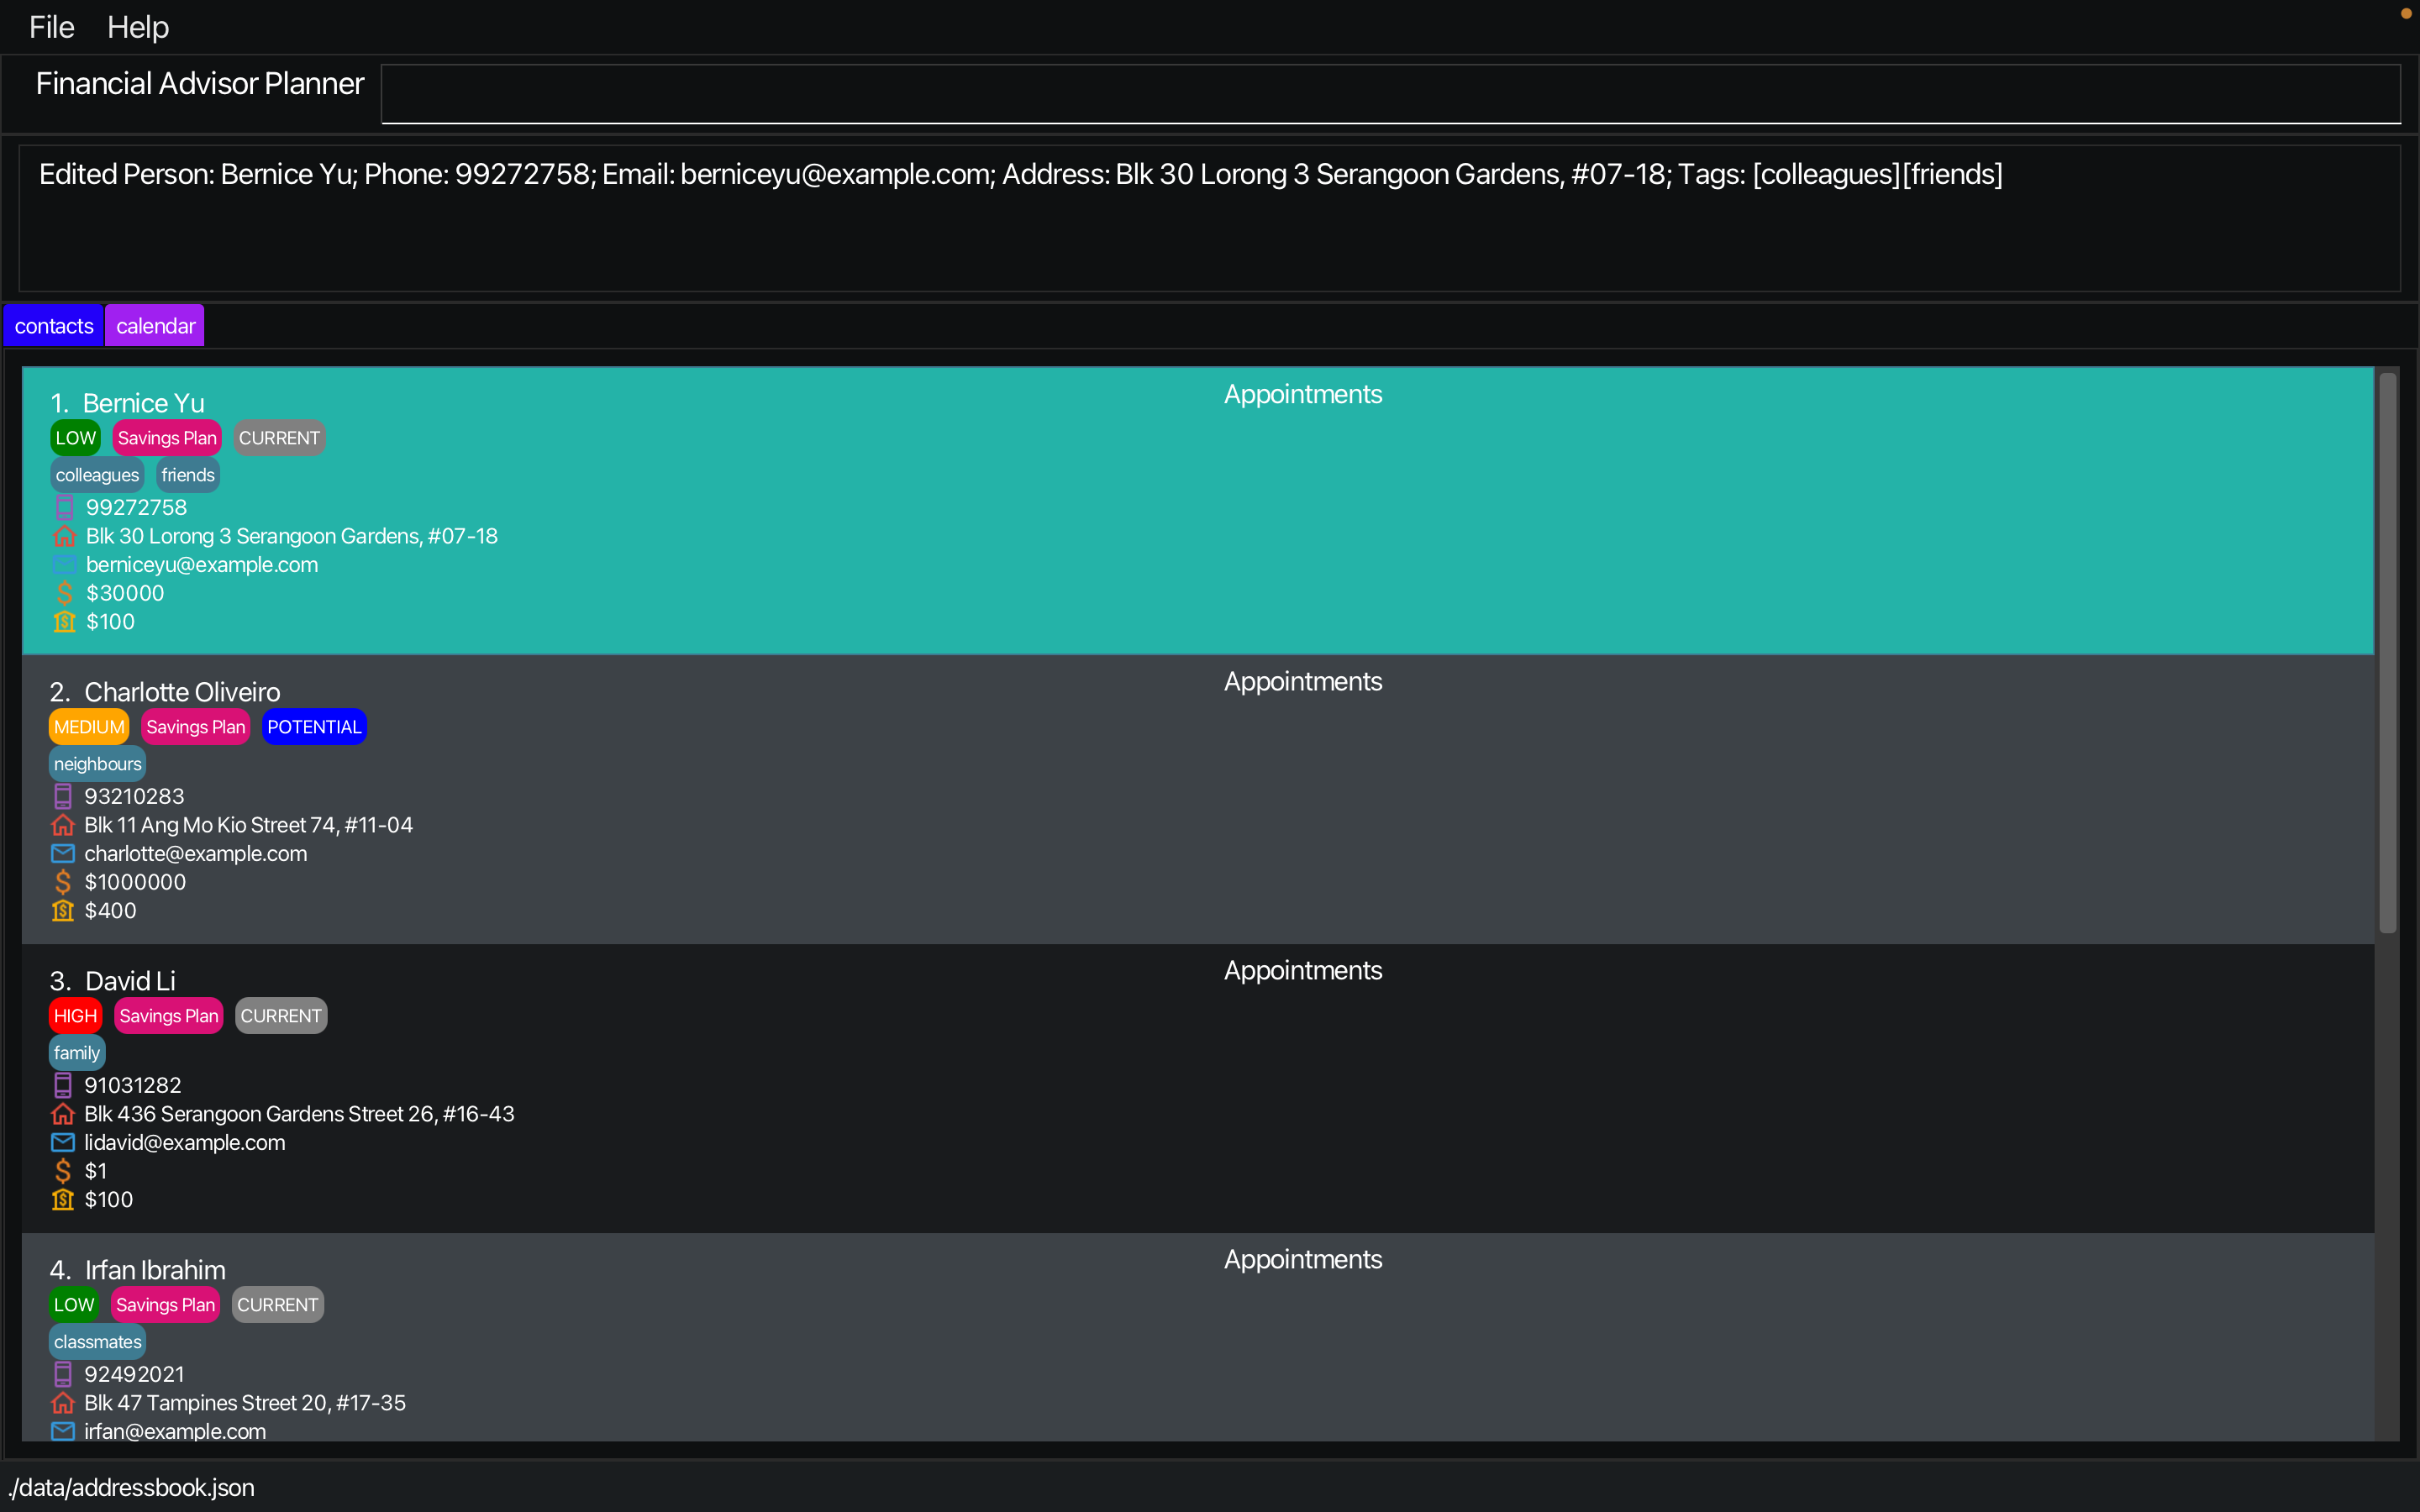 File Help
Financial Advisor Planner
Edited Person: Bernice Yu; Phone: 99272758; Email: berniceyu@example.com; Address: Blk 30 Lorong 3 Serangoon Gardens, #07-18; Tags: [colleagues][friends]
contacts calendar
1. Bernice Yu
Appointments
LOW Savings Plan CURRENT
colleagues friends
99272758
Blk 30 Lorong 3 Serangoon Gardens, #07-18
berniceyu@example.com
$30000
$100
2. Charlotte Oliveiro
Appointments
MEDIUM Savings Plan POTENTIAL
neighbours
93210283
Blk 11 Ang Mo Kio Street 74, #11-04
charlotte@example.com
$1000000
$400
3. David Li
Appointments
HIGH Savings Plan CURRENT
family
91031282
Blk 436 Serangoon Gardens Street 26, #16-43
lidavid@example.com
$1
$100
4. Irfan Ibrahim
Appointments
LOW Savings Plan CURRENT
classmates
92492021
Blk 47 Tampines Street 20, #17-35
irfan@example.com
./data/addressbook.json